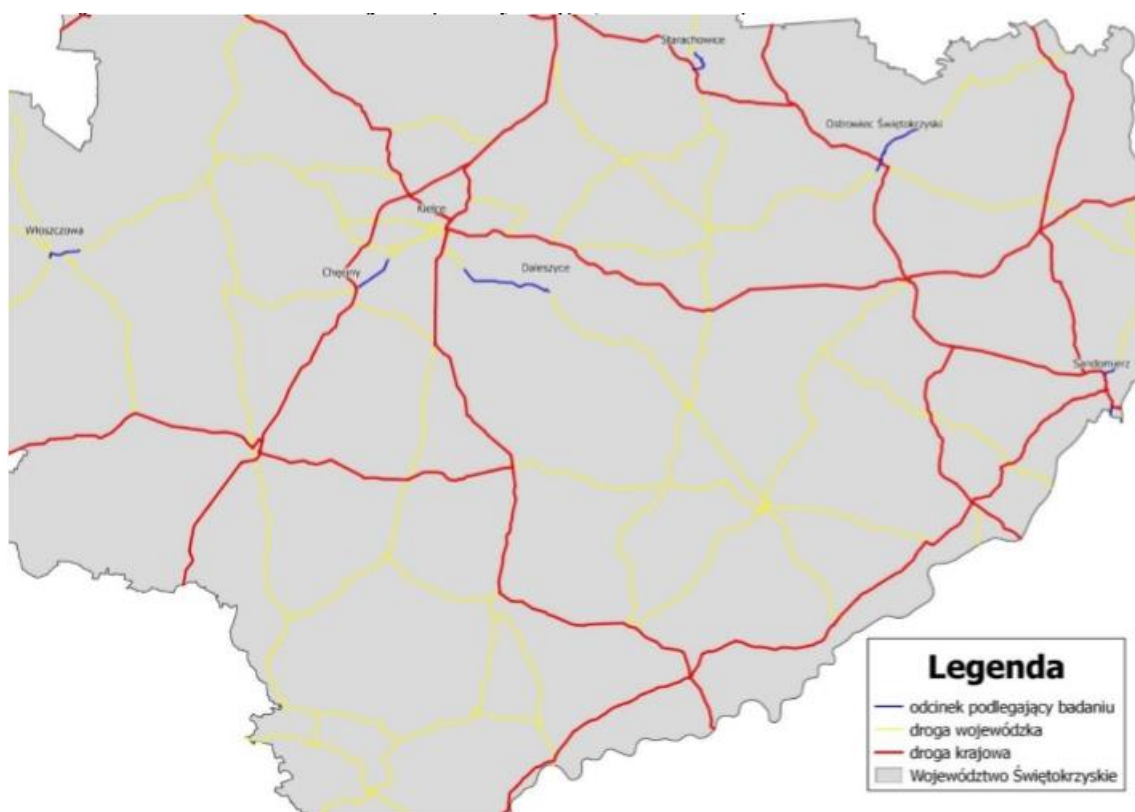 Starachowice
Ostrowiec Świętokrzyski
Kielce
Włoszczowa
Chęciny
Daleszyce
Sandomierz
Legenda
odcinek podlegający badaniu
droga wojewódzka
droga krajowa
Województwo Świętokrzyskie